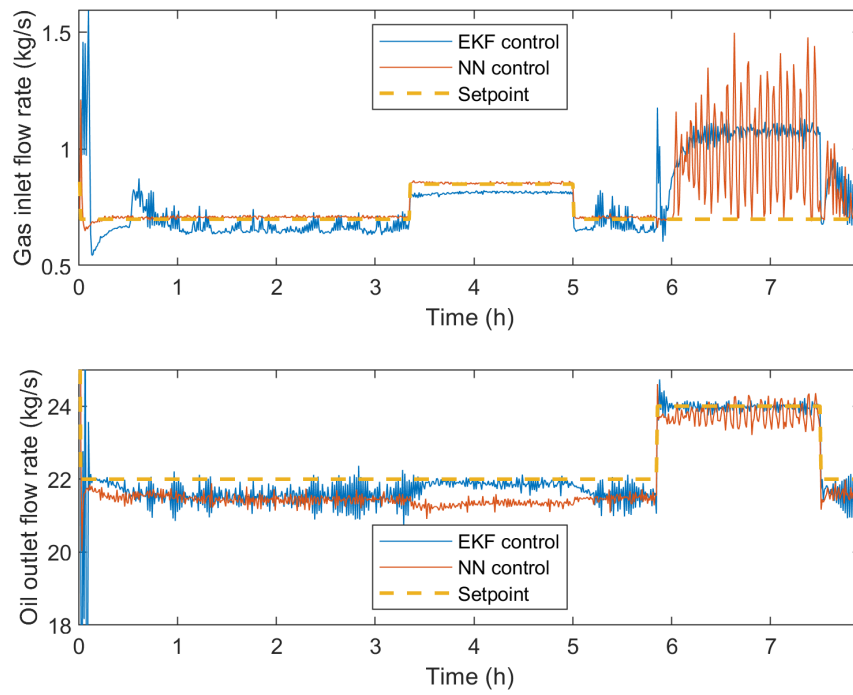 Gas inlet flow rate (kg/s)
1.5
1
0.5
EKF control
NN control
Setpoint
0 1 2 3 4 5 6 7
Time (h)
Oil outlet flow rate (kg/s)
24
22
20
18
EKF control
NN control
Setpoint
0 1 2 3 4 5 6 7
Time (h)